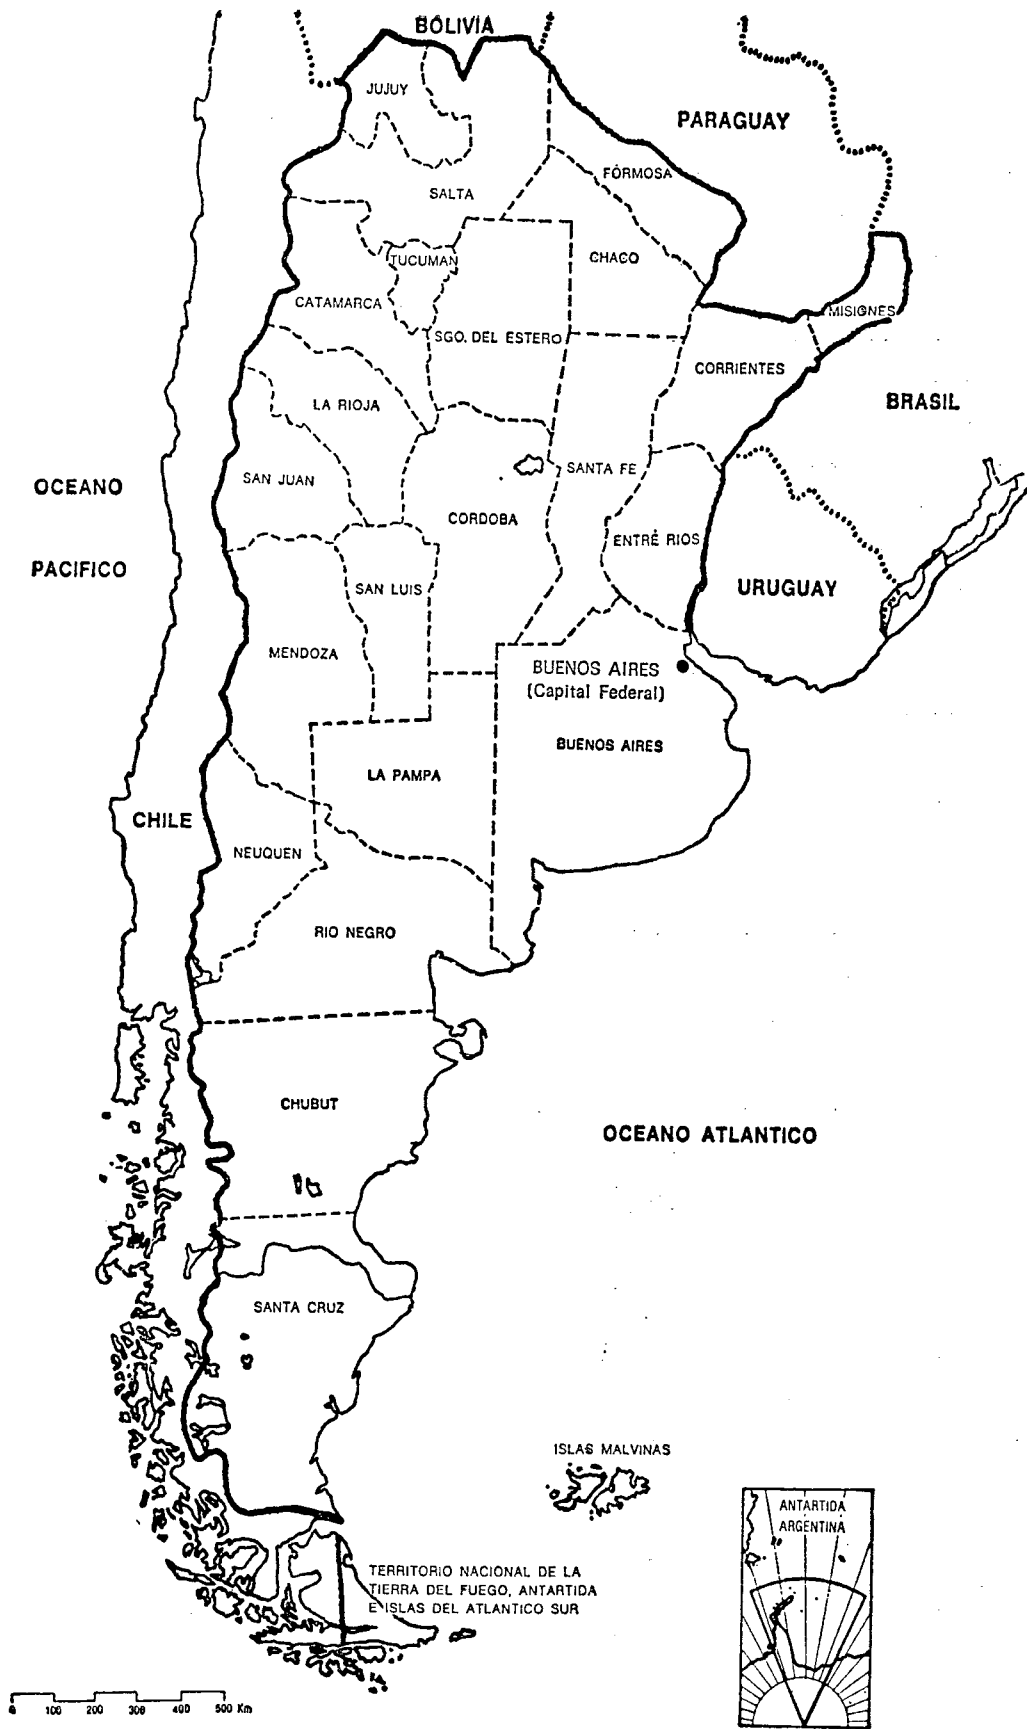 BOLIVIA
JUJUY
PARAGUAY
FÓRMOSA
SALTA
CHACO
TUCUMAN
CATAMARCA
MISIONES
SGO. DEL ESTERO
CORRIENTES
LA RIOJA
BRASIL
SAN JUAN
SANTA FE
OCEANO
PACIFICO
CORDOBA
ENTRÉ RIOS
SAN LUIS
URUGUAY
MENDOZA
BUENOS AIRES
(Capital Federal)
BUENOS AIRES
LA PAMPA
CHILE
NEUQUEN
RIO NEGRO
CHUBUT
OCEANO ATLANTICO
SANTA CRUZ
ISLAS MALVINAS
ANTARTIDA
ARGENTINA
TERRITORIO NACIONAL DE LA
TIERRA DEL FUEGO, ANTARTIDA
E ISLAS DEL ATLANTICO SUR
0 100 200 300 400 500 Km